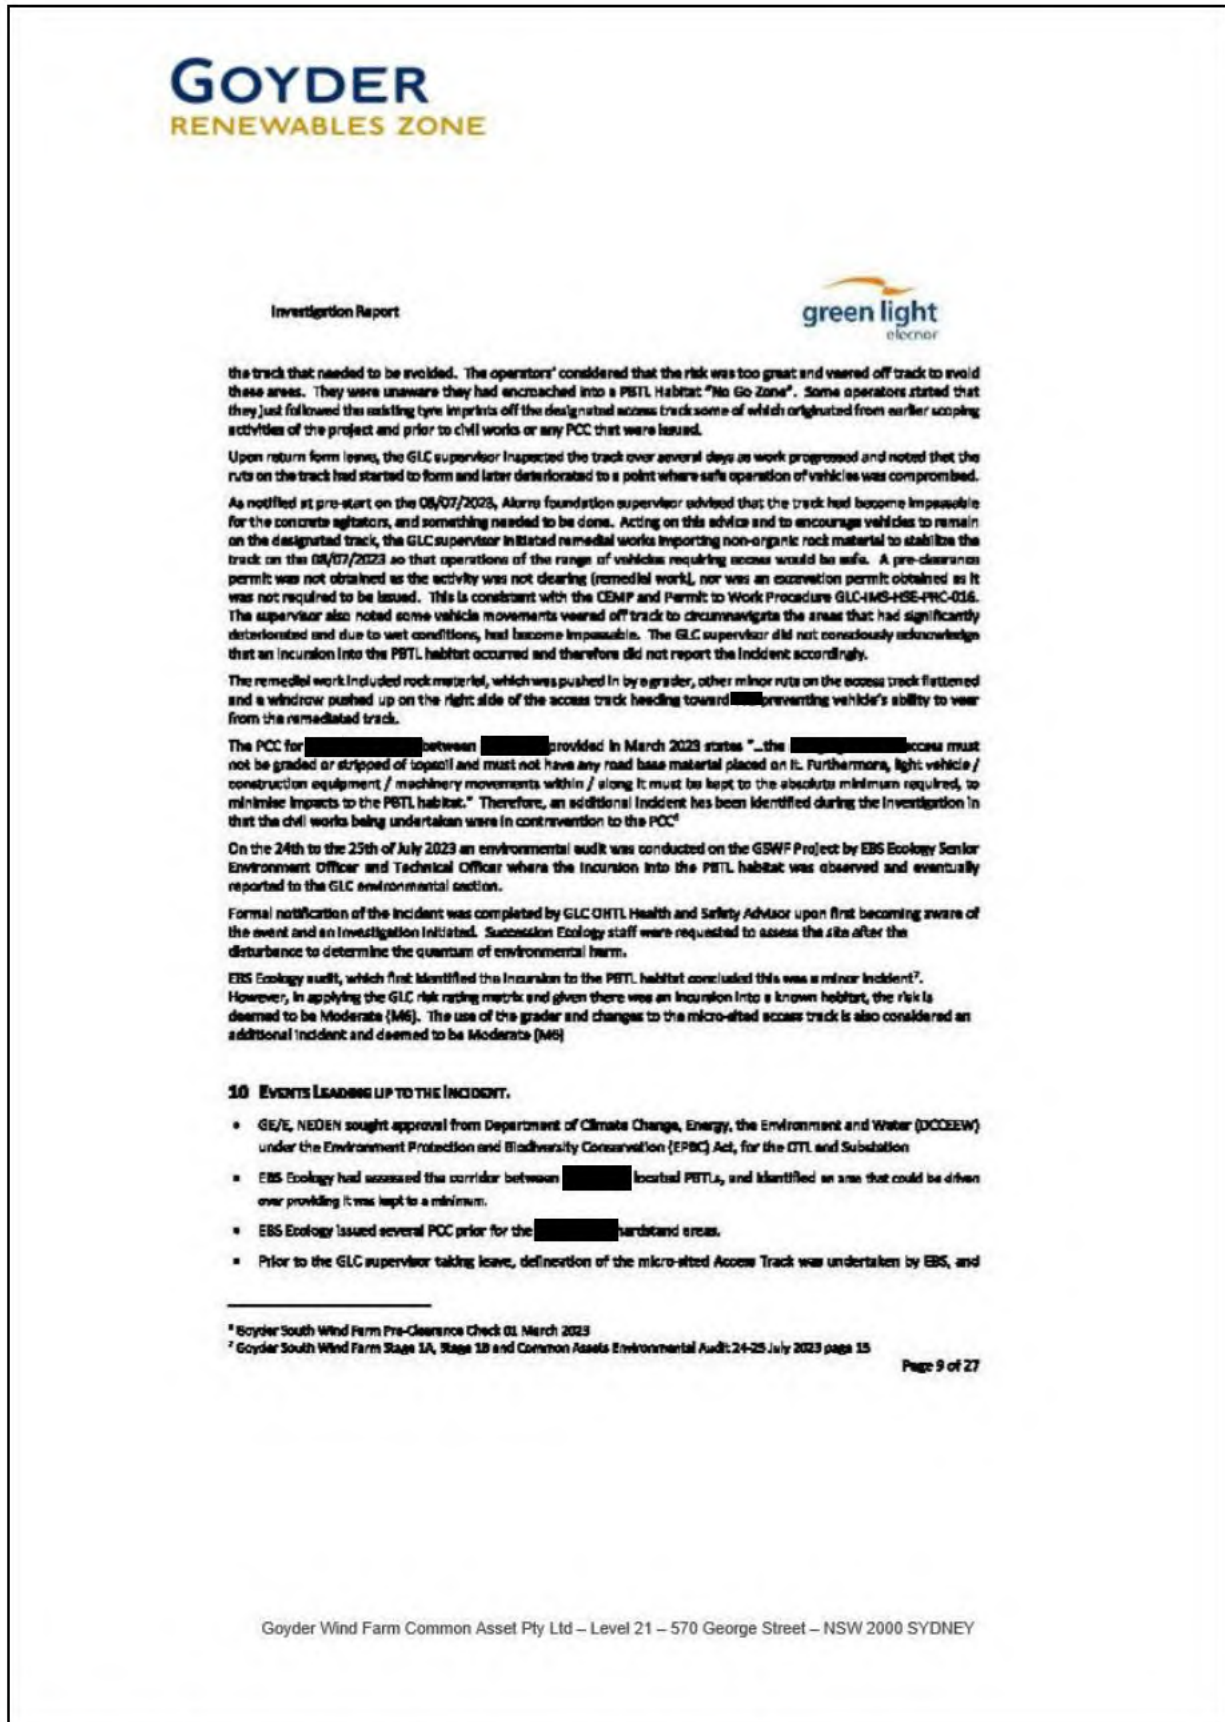 GOYDER
RENEWABLES ZONE
Investigation Report
green light
elecnor
the track that needed to be avoided. The operators' considered that the risk was too great and veered off track to avoid
these areas. They were unaware they had encroached into a PBTL Habitat "No Go Zone". Some operators stated that
they just followed the existing tyre imprints off the designated access track some of which originated from earlier scoping
activities of the project and prior to civil works or any PCC that were issued.
Upon return form leave, the GLC supervisor inspected the track over several days as work progressed and noted that the
ruts on the track had started to form and later deteriorated to a point where safe operation of vehicles was compromised.
As notified at pre-start on the 08/07/2023, foundation supervisor advised that the track had become impassable
for the concrete agitators, and something needed to be done. Acting on this advice and to encourage vehicles to remain
on the designated track, the GLC supervisor initiated remedial works importing non-organic rock material to stabilize the
track on the 08/07/2023 so that operations of the range of vehicles requiring access would be safe. A pre-clearance
permit was not obtained as the activity was not clearing (remedial work), nor was an excavation permit obtained as it
was not required to be issued. This is consistent with the CEMP and Permit to Work Procedure GLC-IMS-HSE-PRC-016.
The supervisor also noted some vehicle movements veered off track to circumnavigate the areas that had significantly
deteriorated and due to wet conditions, had become impassable. The GLC supervisor did not consciously acknowledge
that an incursion into the PBTL habitat occurred and therefore did not report the incident accordingly.
The remedial work included rock material, which was pushed in by a grader, other minor ruts on the access track flattened
and a windrow pushed up on the right side of the access track heading toward preventing vehicle's ability to veer
from the remediated track.
The PCC for between provided in March 2023 states "…the access must
not be graded or stripped of topsoil and must not have any road base material placed on it. Furthermore, light vehicle /
construction equipment / machinery movements within / along it must be kept to the absolute minimum required, to
minimise impacts to the PBTL habitat." Therefore, an additional incident has been identified during the investigation in
that the civil works being undertaken were in contravention to the PCC⁶
On the 24th to the 25th of July 2023 an environmental audit was conducted on the GSWF Project by EBS Ecology Senior
Environment Officer and Technical Officer where the incursion into the PBTL habitat was observed and eventually
reported to the GLC environmental section.
Formal notification of the incident was completed by GLC OHTL Health and Safety Advisor upon first becoming aware of
the event and an investigation initiated. Succession Ecology staff were requested to assess the site after the
disturbance to determine the quantum of environmental harm.
EBS Ecology audit, which first identified the incursion to the PBTL habitat concluded this was a minor incident⁷.
However, in applying the GLC risk rating matrix and given there was an incursion into a known habitat, the risk is
deemed to be Moderate (M6). The use of the grader and changes to the micro-sited access track is also considered an
additional incident and deemed to be Moderate (M6)
10 EVENTS LEADING UP TO THE INCIDENT.
• GE/E, NEOEN sought approval from Department of Climate Change, Energy, the Environment and Water (DCCEEW)
under the Environment Protection and Biodiversity Conservation (EPBC) Act, for the OTL and Substation
• EBS Ecology had assessed the corridor between located PBTLs, and identified an area that could be driven
over providing it was kept to a minimum.
• EBS Ecology issued several PCC prior for the hardstand areas.
• Prior to the GLC supervisor taking leave, delineation of the micro-sited Access Track was undertaken by EBS, and
⁶ Goyder South Wind Farm Pre-Clearance Check 01 March 2023
⁷ Goyder South Wind Farm Stage 1A, Stage 1B and Common Assets Environmental Audit 24-25 July 2023 page 15
Page 9 of 27
Goyder Wind Farm Common Asset Pty Ltd – Level 21 – 570 George Street – NSW 2000 SYDNEY